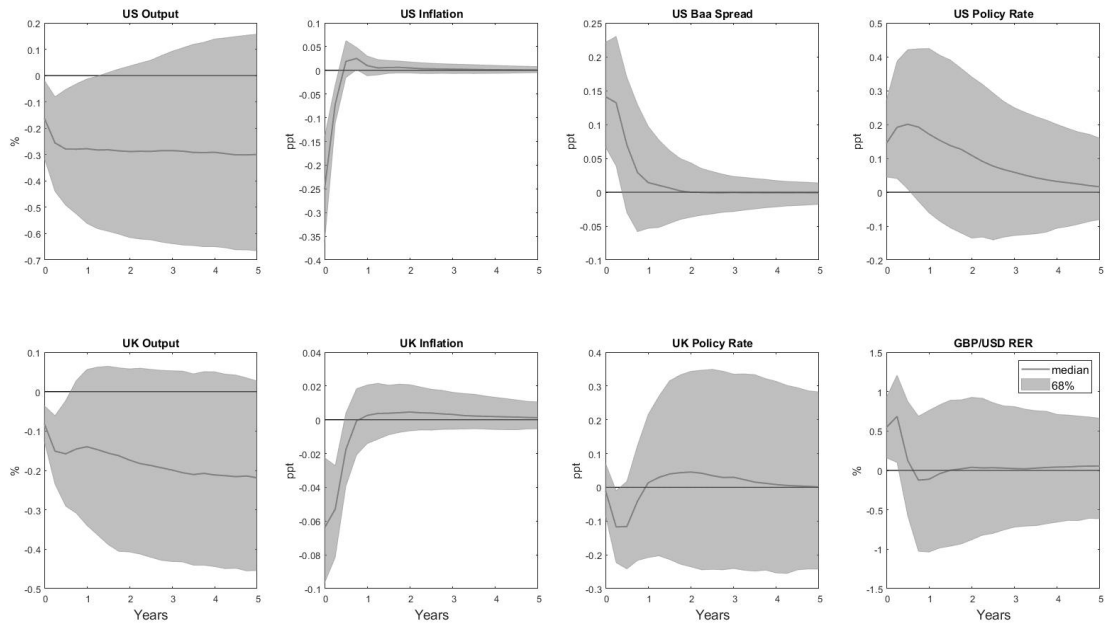 US Output
0.2
0.1
0
-0.1
-0.2
-0.3
-0.4
-0.5
-0.6
-0.7
%
0 1 2 3 4 5
US Inflation
0.1
0.05
0
-0.05
-0.1
-0.15
-0.2
-0.25
-0.3
-0.35
-0.4
ppt
0 1 2 3 4 5
US Baa Spread
0.25
0.2
0.15
0.1
0.05
0
-0.05
-0.1
ppt
0 1 2 3 4 5
US Policy Rate
0.5
0.4
0.3
0.2
0.1
0
-0.1
-0.2
ppt
0 1 2 3 4 5
UK Output
0.1
0
-0.1
-0.2
-0.3
-0.4
-0.5
%
0 1 2 3 4 5
Years
UK Inflation
0.04
0.02
0
-0.02
-0.04
-0.06
-0.08
-0.1
ppt
0 1 2 3 4 5
Years
UK Policy Rate
0.4
0.3
0.2
0.1
0
-0.1
-0.2
-0.3
ppt
0 1 2 3 4 5
Years
GBP/USD RER
1.5
1
0.5
0
-0.5
-1
-1.5
%
median
68%
0 1 2 3 4 5
Years